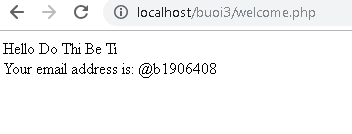 localhost/buoi3/welcome.php
Hello Do Thi Be Ti
Your email address is: @b1906408